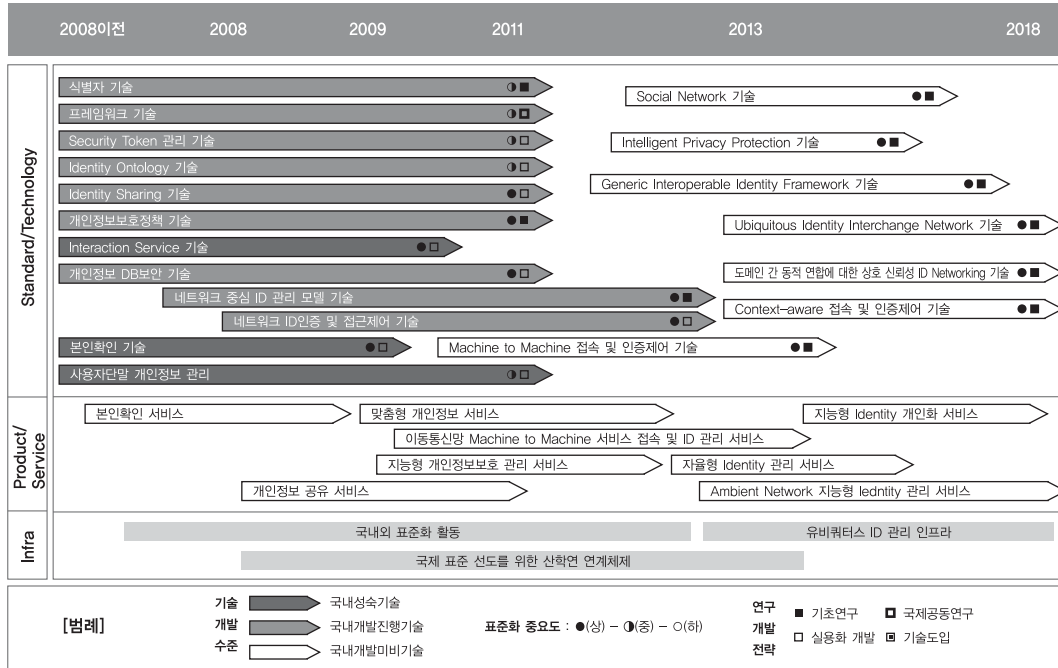 2008이전 2008 2009 2011 2013 2018
Standard/Technology
식별자 기술
프레임워크 기술
Security Token 관리 기술
Identity Ontology 기술
Identity Sharing 기술
개인정보보호정책 기술
Interaction Service 기술
개인정보 DB보안 기술
네트워크 중심 ID 관리 모델 기술
네트워크 ID인증 및 접근제어 기술
본인확인 기술
사용자단말 개인정보 관리
Social Network 기술
Intelligent Privacy Protection 기술
Generic Interoperable Identity Framework 기술
Ubiquitous Identity Interchange Network 기술
도메인 간 동적 연합에 대한 상호 신뢰성 ID Networking 기술
Context-aware 접속 및 인증제어 기술
Machine to Machine 접속 및 인증제어 기술
Product/
Service
본인확인 서비스 맞춤형 개인정보 서비스 지능형 Identity 개인화 서비스
이동통신망 Machine to Machine 서비스 접속 및 ID 관리 서비스
지능형 개인정보보호 관리 서비스 자율형 Identity 관리 서비스
개인정보 공유 서비스 Ambient Network 지능형 Iedntity 관리 서비스
Infra
국내외 표준화 활동 유비쿼터스 ID 관리 인프라
국제 표준 선도를 위한 산학연 연계체제
[범례]
기술
개발
수준
국내성숙기술
국내개발진행기술
국내개발미비기술
표준화 중요도 : ●(상) – ◑(중) – ○(하)
연구
개발
전략
■ 기초연구 국제공동연구
□ 실용화 개발 ▣ 기술도입